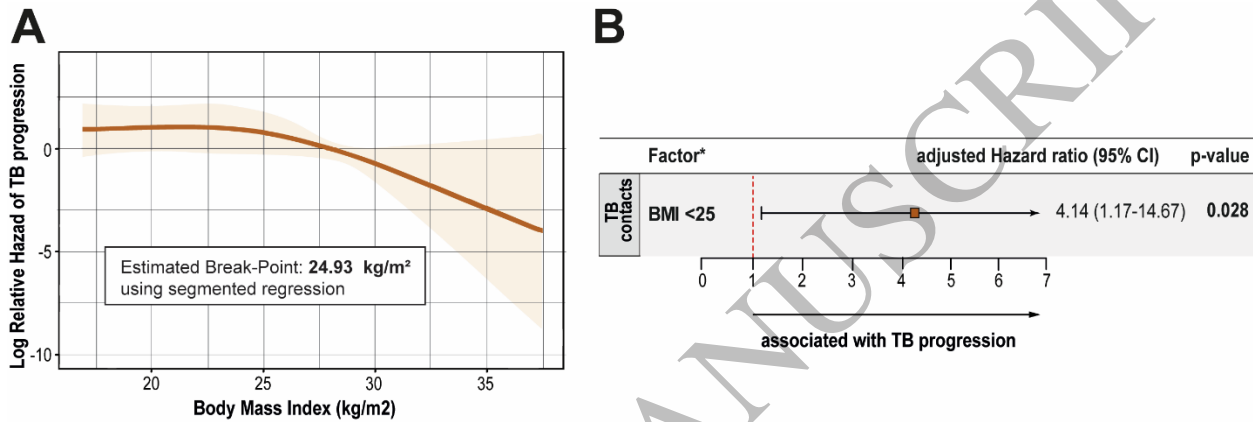 A
Log Relative Hazad of TB progression
0
-5
-10
Estimated Break-Point: 24.93 kg/m²
using segmented regression
20 25 30 35
Body Mass Index (kg/m2)
B
Factor* adjusted Hazard ratio (95% CI) p-value
TB
contacts
BMI <25 4.14 (1.17-14.67) 0.028
0 1 2 3 4 5 6 7
associated with TB progression
ANUSCRI